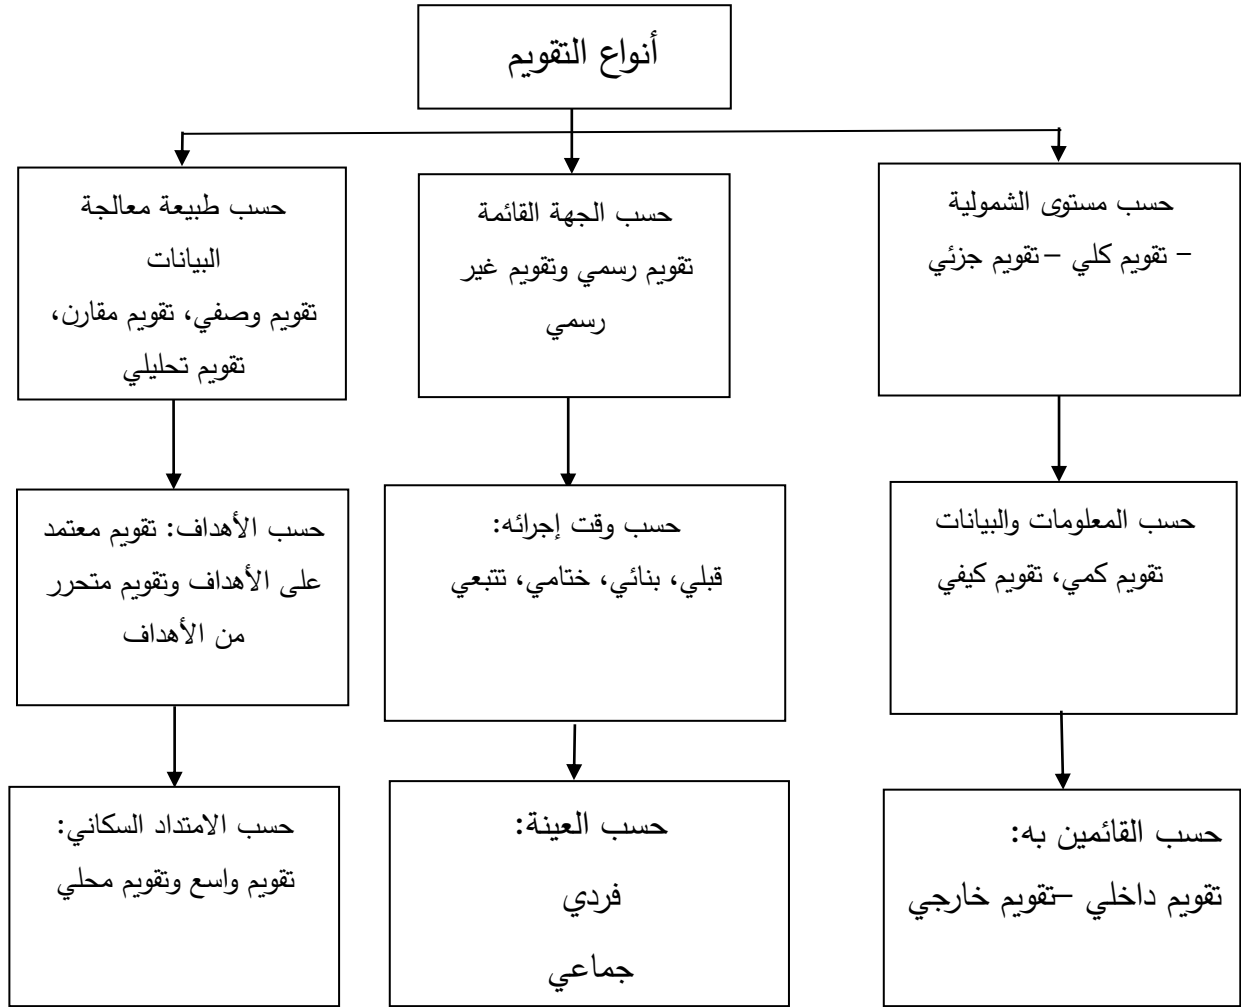 أنواع التقويم
حسب مستوى الشمولية
– تقويم كلي – تقويم جزئي
حسب الجهة القائمة
تقويم رسمي وتقويم غير
رسمي
حسب طبيعة معالجة
البيانات
تقويم وصفي، تقويم مقارن،
تقويم تحليلي
حسب المعلومات والبيانات
تقويم كمي، تقويم كيفي
حسب وقت إجرائه:
قبلي، بنائي، ختامي، تتبعي
حسب الأهداف: تقويم معتمد
على الأهداف وتقويم متحرر
من الأهداف
حسب القائمين به:
تقويم داخلي –تقويم خارجي
حسب العينة:
فردي
جماعي
حسب الامتداد السكاني:
تقويم واسع وتقويم محلي